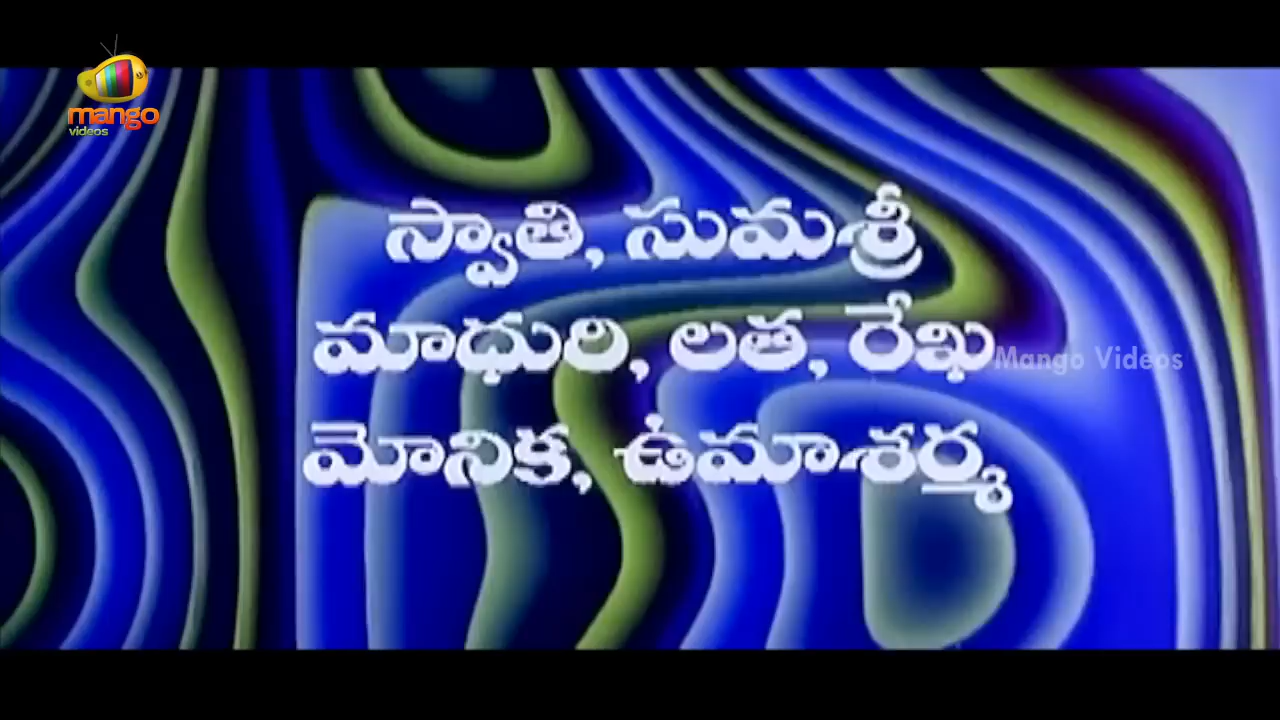 mango
videos
స్వాతి, సుమశ్రీ
మాధురి, లత, రేఖ
Mango Videos
మోనిక, ఉమాశర్మ